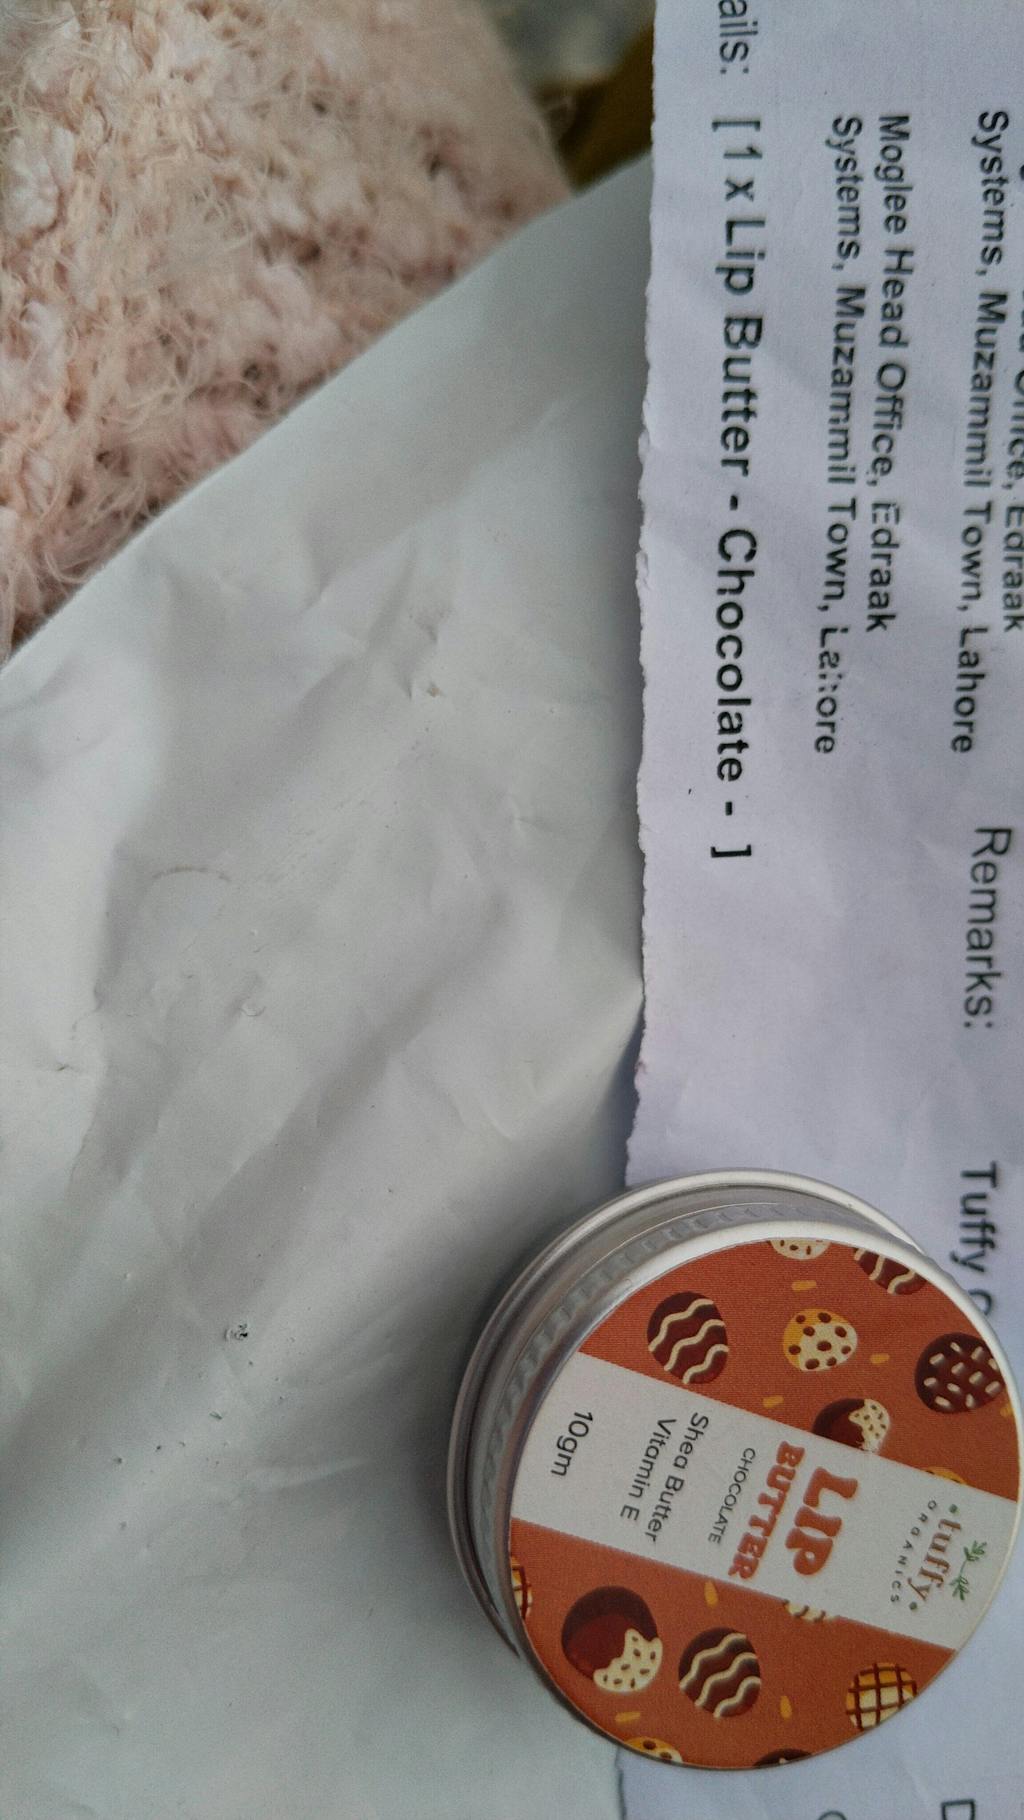 Systems, Muzammil Town, Lahore
Moglee Head Office, Edraak
Systems, Muzammil Town, Lahore
ails: [ 1 x Lip Butter - Chocolate - ]
Remarks:
Tuffy
tuffy
ORGANICS
LIP
BUTTER
CHOCOLATE
Shea Butter
Vitamin E
10gm